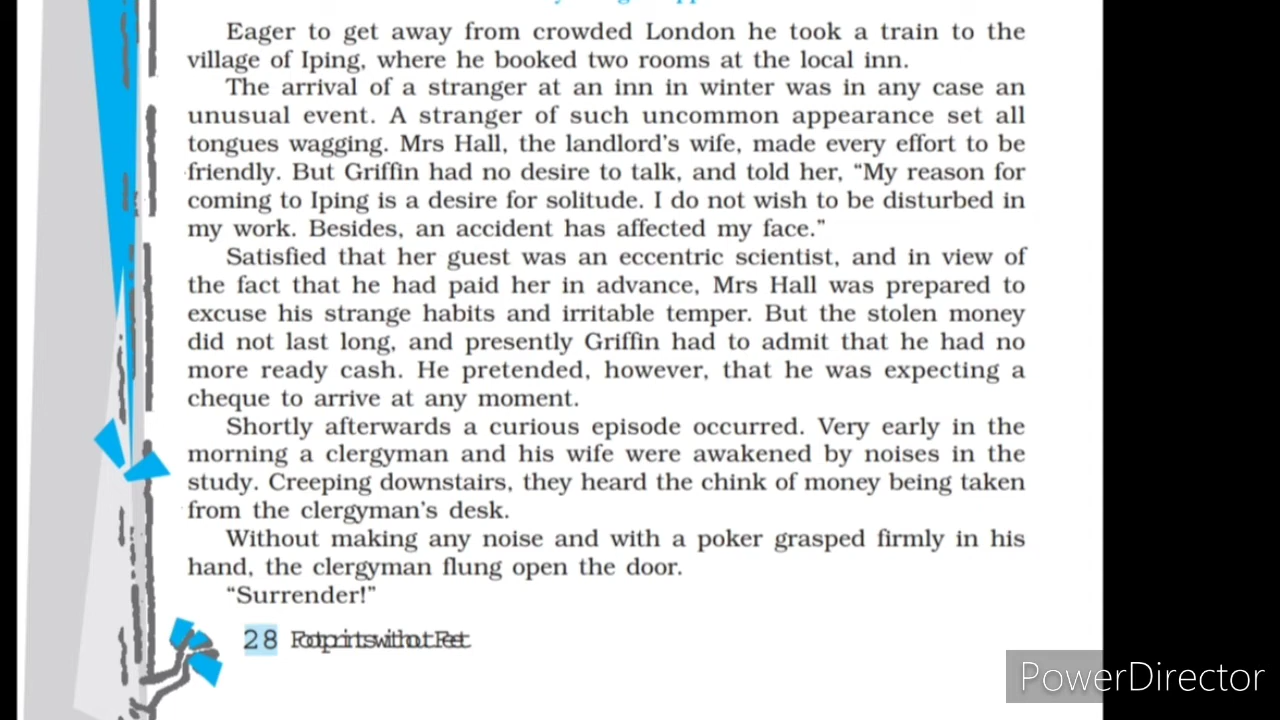 Eager to get away from crowded London he took a train to the
village of Iping, where he booked two rooms at the local inn.
The arrival of a stranger at an inn in winter was in any case an
unusual event. A stranger of such uncommon appearance set all
tongues wagging. Mrs Hall, the landlord's wife, made every effort to be
friendly. But Griffin had no desire to talk, and told her, “My reason for
coming to Iping is a desire for solitude. I do not wish to be disturbed in
my work. Besides, an accident has affected my face.”
Satisfied that her guest was an eccentric scientist, and in view of
the fact that he had paid her in advance, Mrs Hall was prepared to
excuse his strange habits and irritable temper. But the stolen money
did not last long, and presently Griffin had to admit that he had no
more ready cash. He pretended, however, that he was expecting a
cheque to arrive at any moment.
Shortly afterwards a curious episode occurred. Very early in the
morning a clergyman and his wife were awakened by noises in the
study. Creeping downstairs, they heard the chink of money being taken
from the clergyman's desk.
Without making any noise and with a poker grasped firmly in his
hand, the clergyman flung open the door.
“Surrender!”
28 Footprints without Feet
PowerDirector